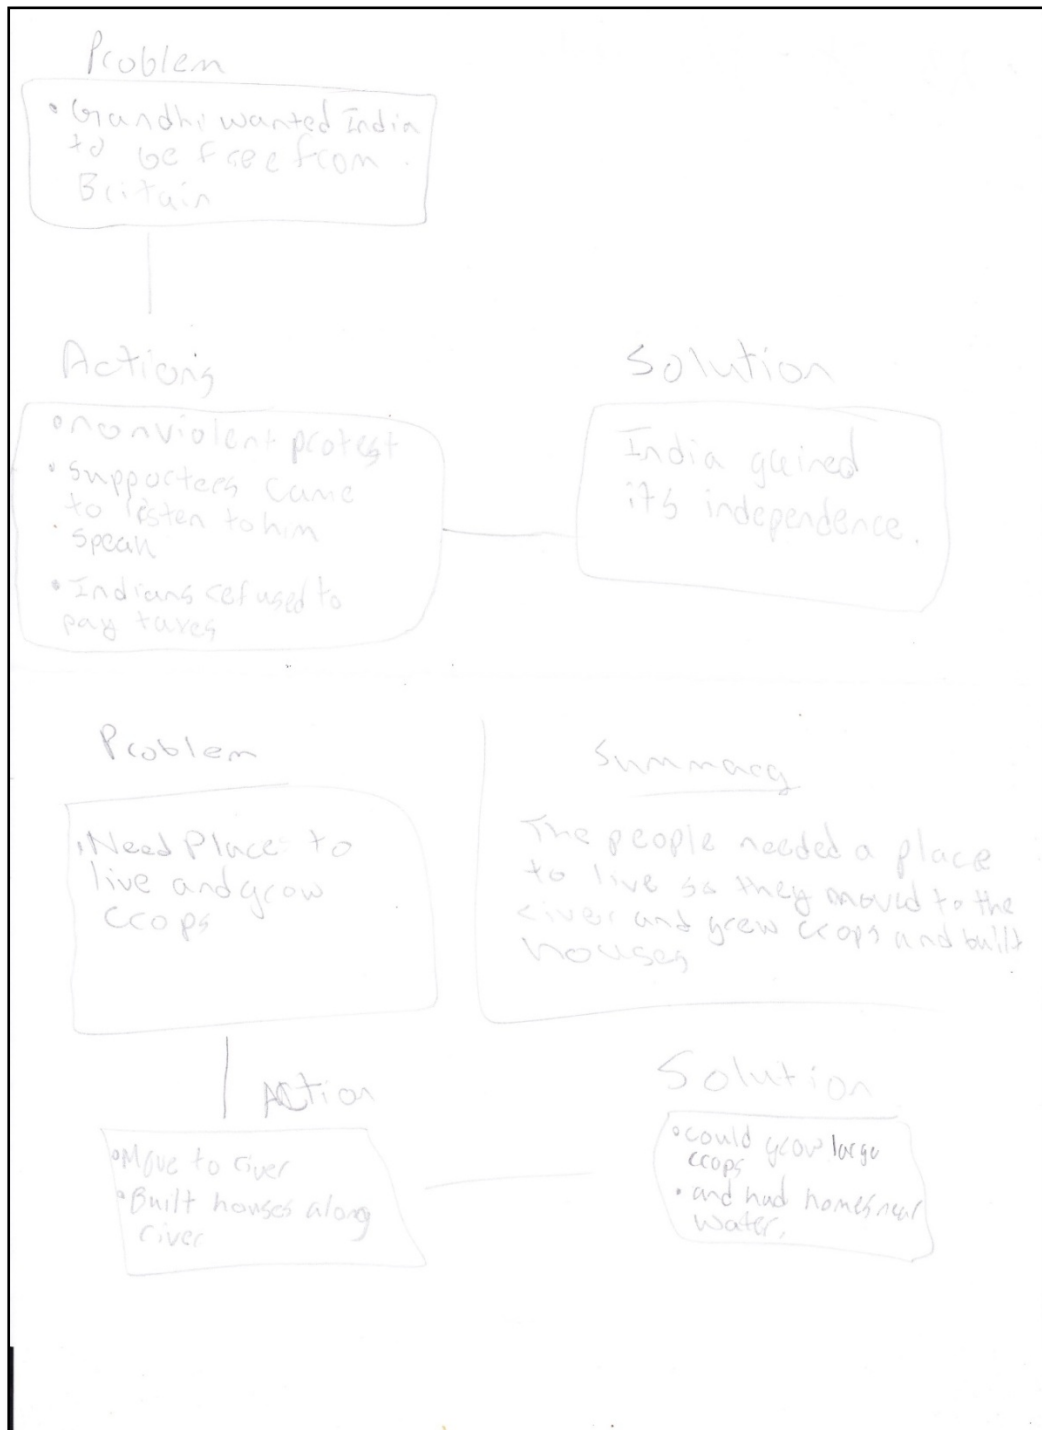 Problem
• Gandhi wanted India
to be free from
Britain
Actions
• nonviolent protest
• Supporters came
to listen to him
• speak
• Indians refused to
pay taxes
Solution
India gained
its independence.
Problem
• Need Place to
live and grow
crops
Summary
The people needed a place
to live so they moved to the
river and grew crops and built
houses
Action
• Move to river
• Built houses along
river
Solution
• could grow large
crops
• and had homes near
water.